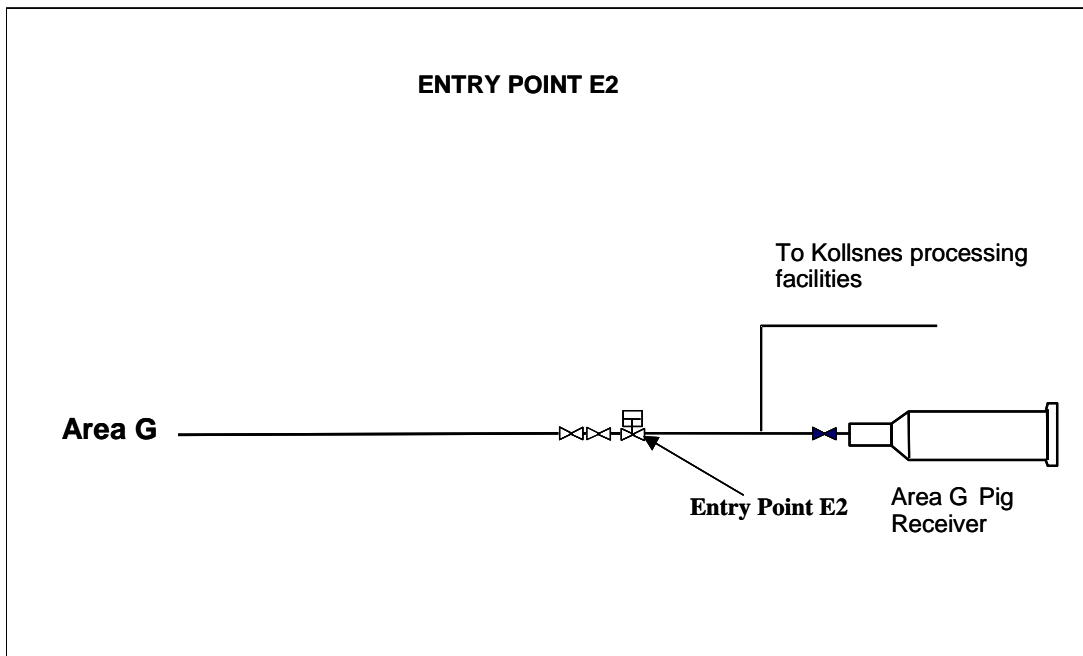 ENTRY POINT E2
To Kollsnes processing
facilities
Area G
Entry Point E2
Area G Pig
Receiver